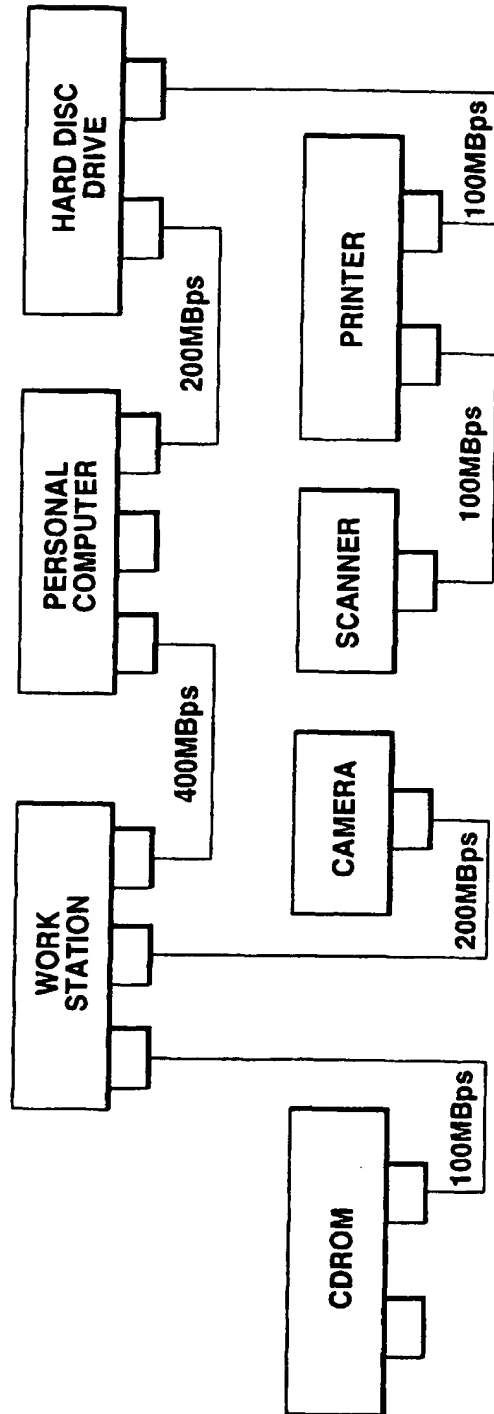 WORK
STATION
PERSONAL
COMPUTER
HARD DISC
DRIVE
400MBps
200MBps
CDROM
CAMERA
SCANNER
PRINTER
100MBps
200MBps
100MBps
100MBps